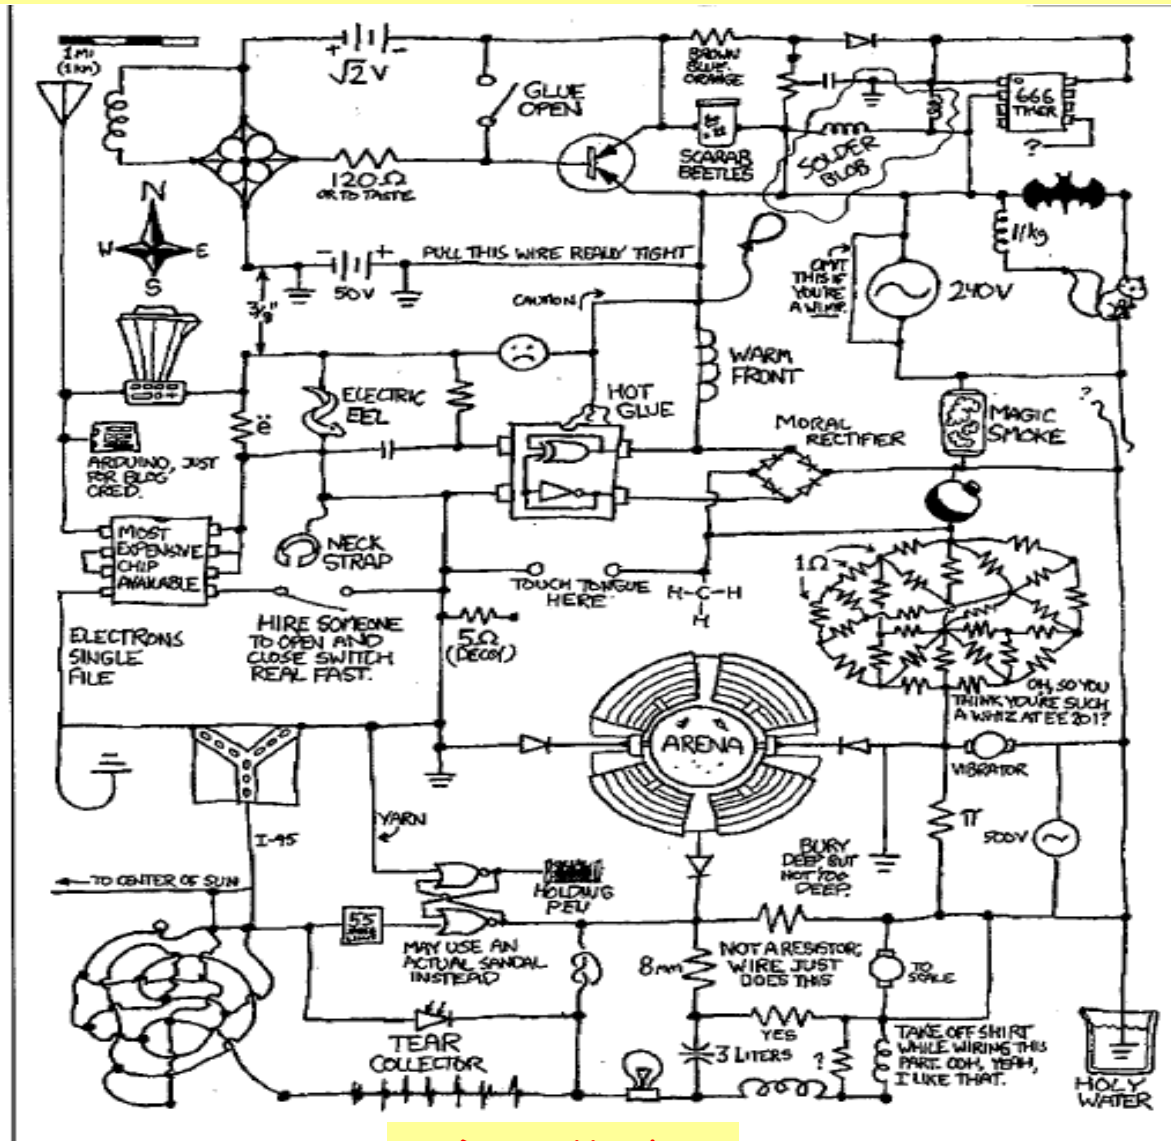 1MI
(1KM)
√2 V
GLUE
OPEN
BROWN
BLUE
ORANGE
666
TIMER
?
SCARAB
BEETLES
SOLDER
BLOB
120Ω
OR TO TASTE
N
W
E
S
11kg
- +
50V
PULL THIS WIRE REALLY TIGHT
CAUTION
OMIT
THIS IF
YOU'RE
A WIMP
240V
3/8"
WARM
FRONT
?
ELECTRIC
EEL
HOT
GLUE
MORAL
RECTIFIER
MAGIC
SMOKE
ARDUINO, JUST
FOR BLOG
CRED.
MOST
EXPENSIVE
CHIP
AVAILABLE
NECK
STRAP
TOUCH TONGUE
HERE
H-C-H
H
1Ω
HIRE SOMEONE
TO OPEN AND
CLOSE SWITCH
REAL FAST.
5Ω
(DECOY)
ELECTRONS
SINGLE
FILE
OH, SO YOU
THINK YOU'RE SUCH
A WHIZ AT EE 201?
ARENA
VIBRATOR
π
500V
I-95
YARN
BURY
DEEP, BUT
NOT TOO
DEEP.
TO CENTER OF SUN
HOLDING
PEN
55
MAY USE AN
ACTUAL SANDAL
INSTEAD
8mm
NOT A RESISTOR;
WIRE JUST
DOES THIS
TO
SCALE
TEAR
COLLECTOR
YES
3 LITERS
?
TAKE OFF SHIRT
WHILE WIRING THIS
PART. OOH, YEAH,
I LIKE THAT.
HOLY
WATER